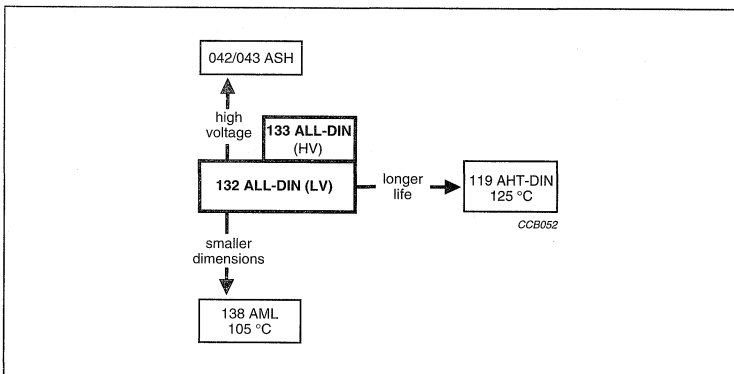 042/043 ASH
high
voltage
133 ALL-DIN
(HV)
132 ALL-DIN (LV)
longer
life
119 AHT-DIN
125 °C
CCB052
smaller
dimensions
138 AML
105 °C